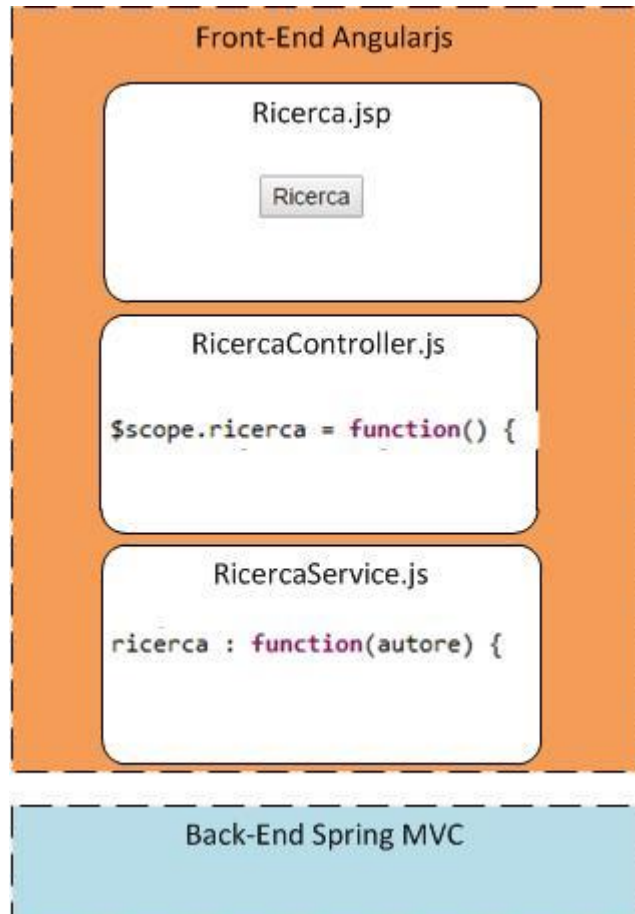 Front-End Angularjs
Ricerca.jsp
Ricerca
RicercaController.js
$scope.ricerca = function() {
RicercaService.js
ricerca : function(autore) {
Back-End Spring MVC